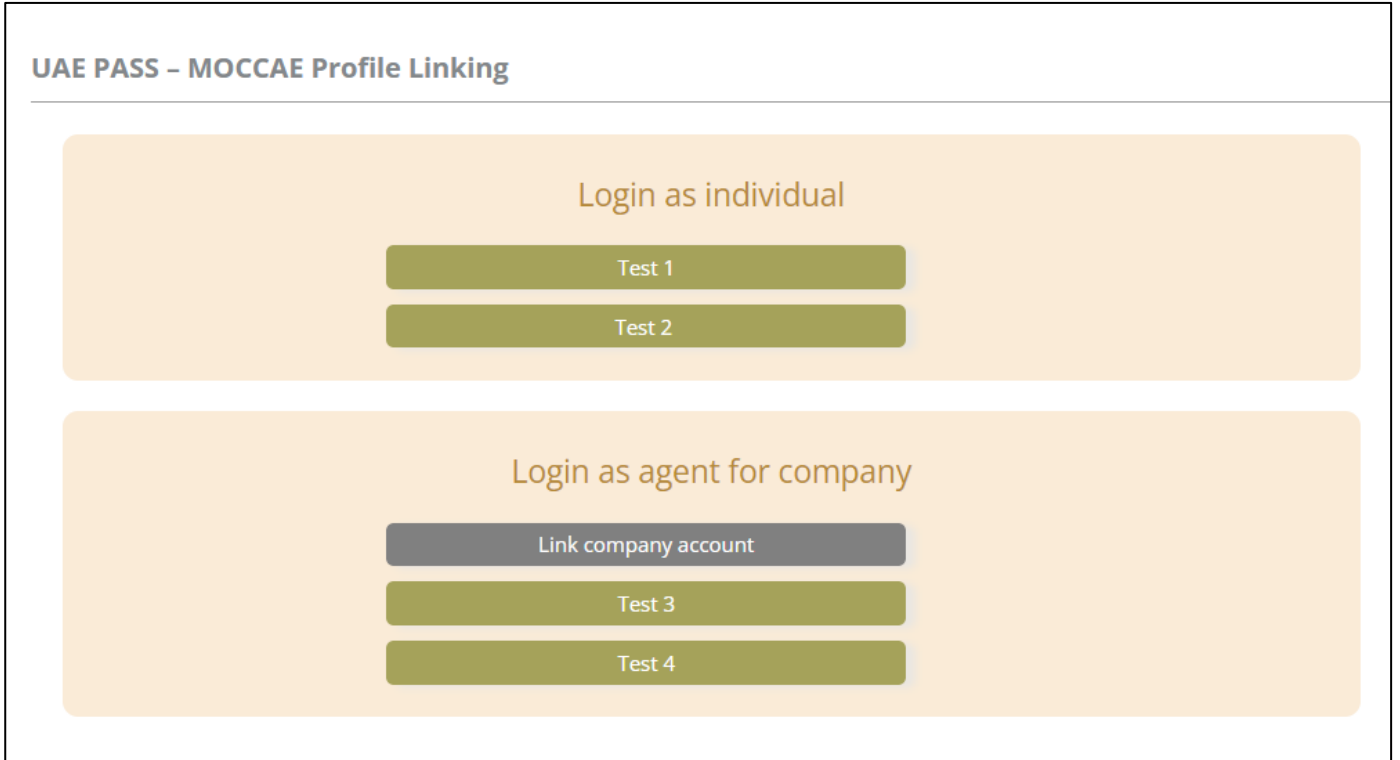 UAE PASS – MOCCAE Profile Linking
Login as individual
Test 1
Test 2
Login as agent for company
Link company account
Test 3
Test 4